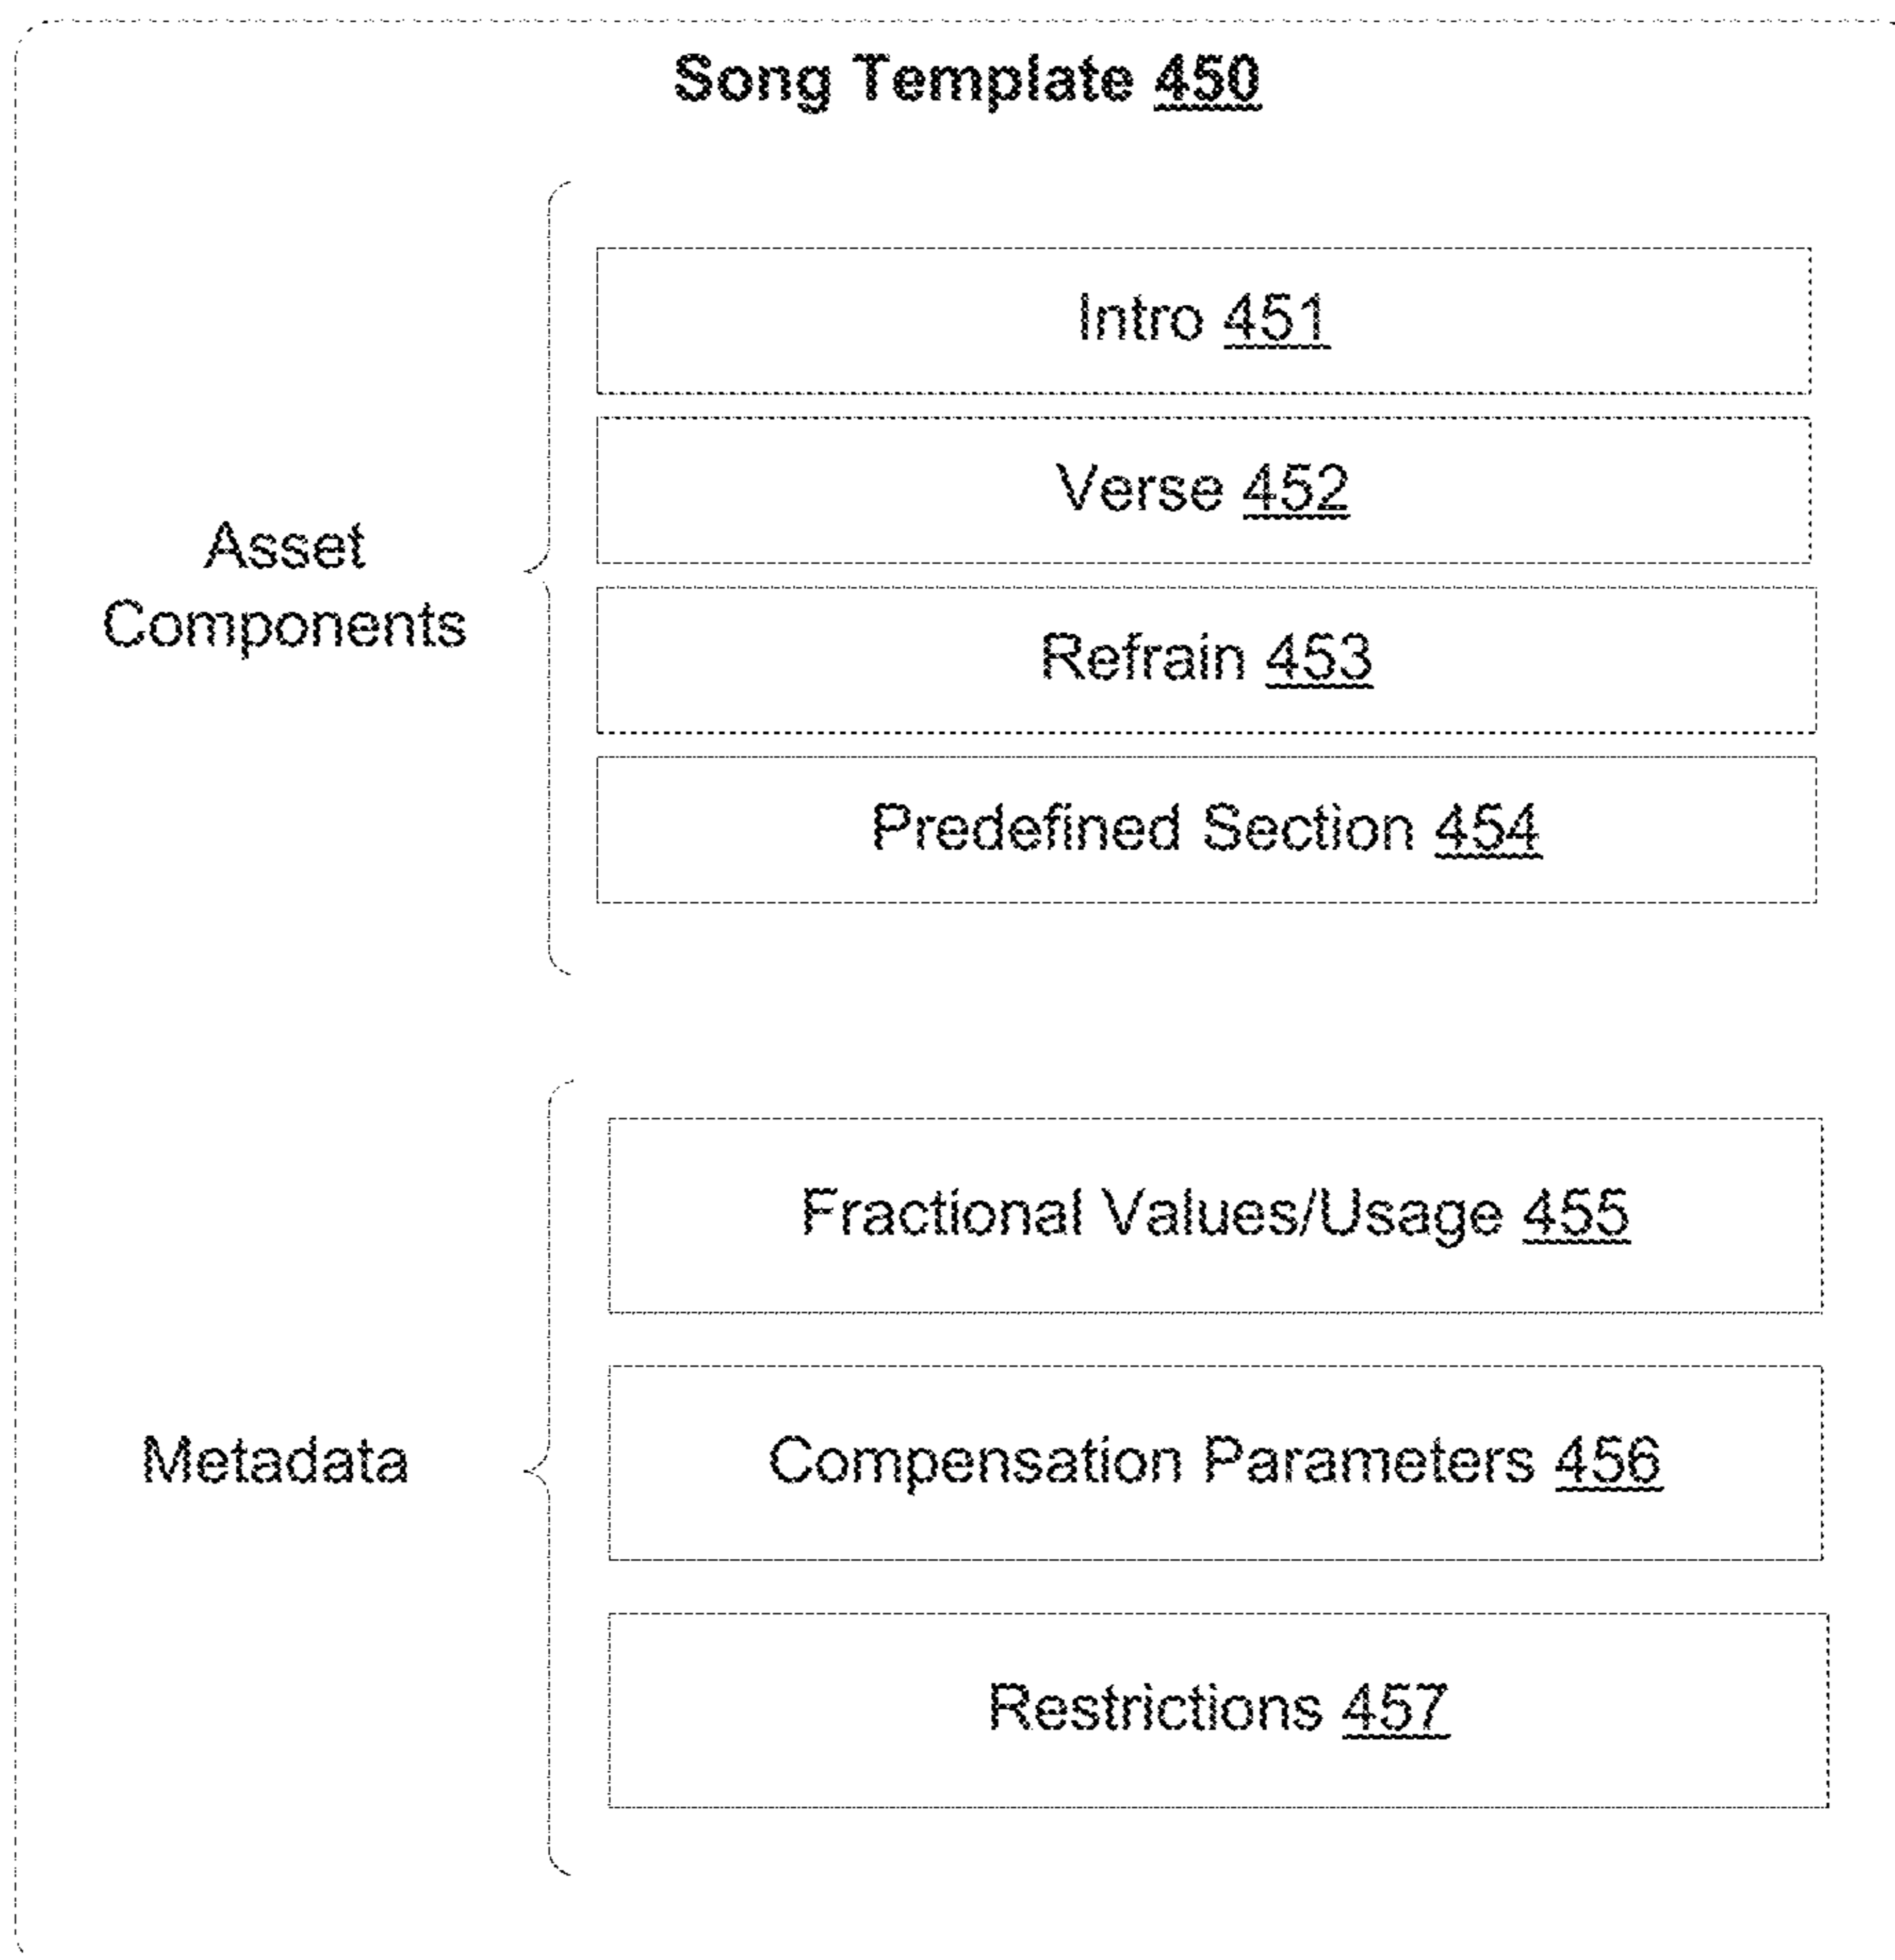 Song Template 450
Asset
Components
Intro 451
Verse 452
Refrain 453
Predefined Section 454
Metadata
Fractional Values/Usage 455
Compensation Parameters 456
Restrictions 457